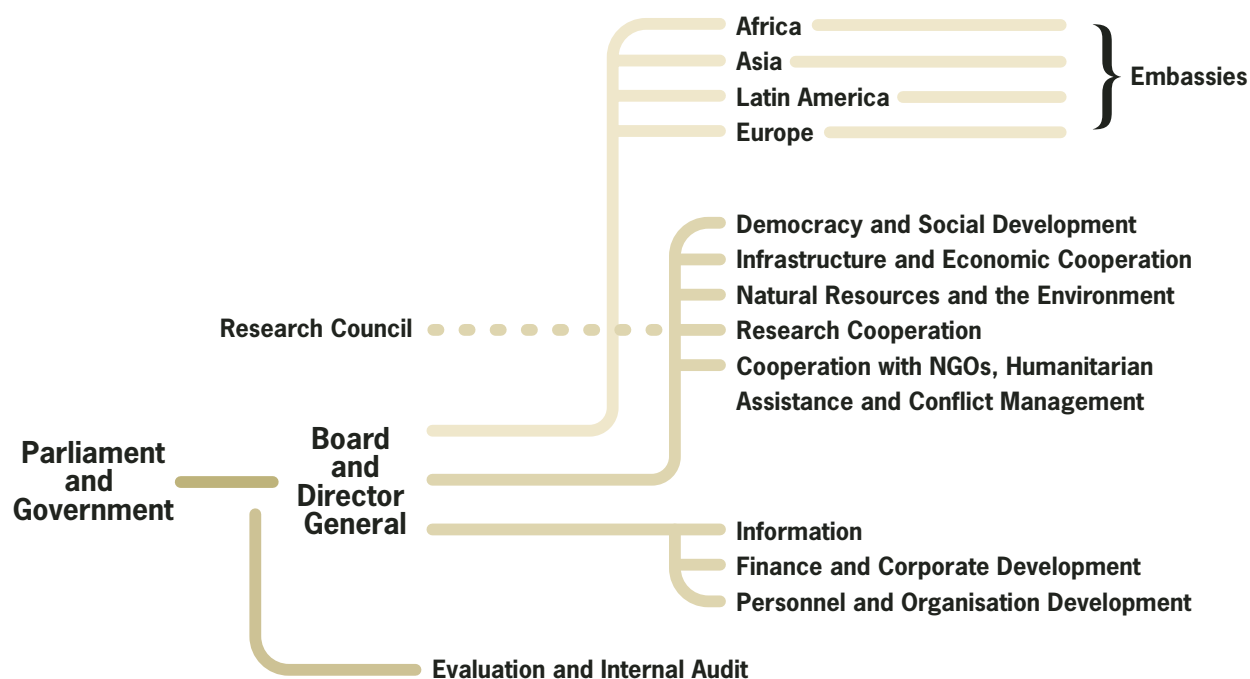 Africa
Asia
Latin America
Europe
Embassies
Democracy and Social Development
Infrastructure and Economic Cooperation
Natural Resources and the Environment
Research Council
Research Cooperation
Cooperation with NGOs, Humanitarian
Assistance and Conflict Management
Parliament
and
Government
Board
and
Director
General
Information
Finance and Corporate Development
Personnel and Organisation Development
Evaluation and Internal Audit